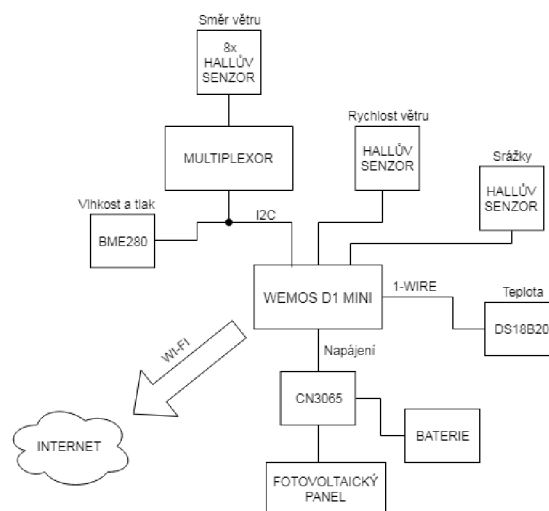 Směr větru
8x
HALLŮV
SENZOR
Rychlost větru
HALLŮV
SENZOR
Srážky
HALLŮV
SENZOR
MULTIPLEXOR
Vlhkost a tlak
BME280
I2C
WEMOS D1 MINI
1-WIRE
Teplota
DS18B20
WI-FI
Napájení
CN3065
INTERNET
BATERIE
FOTOVOLTAICKÝ
PANEL